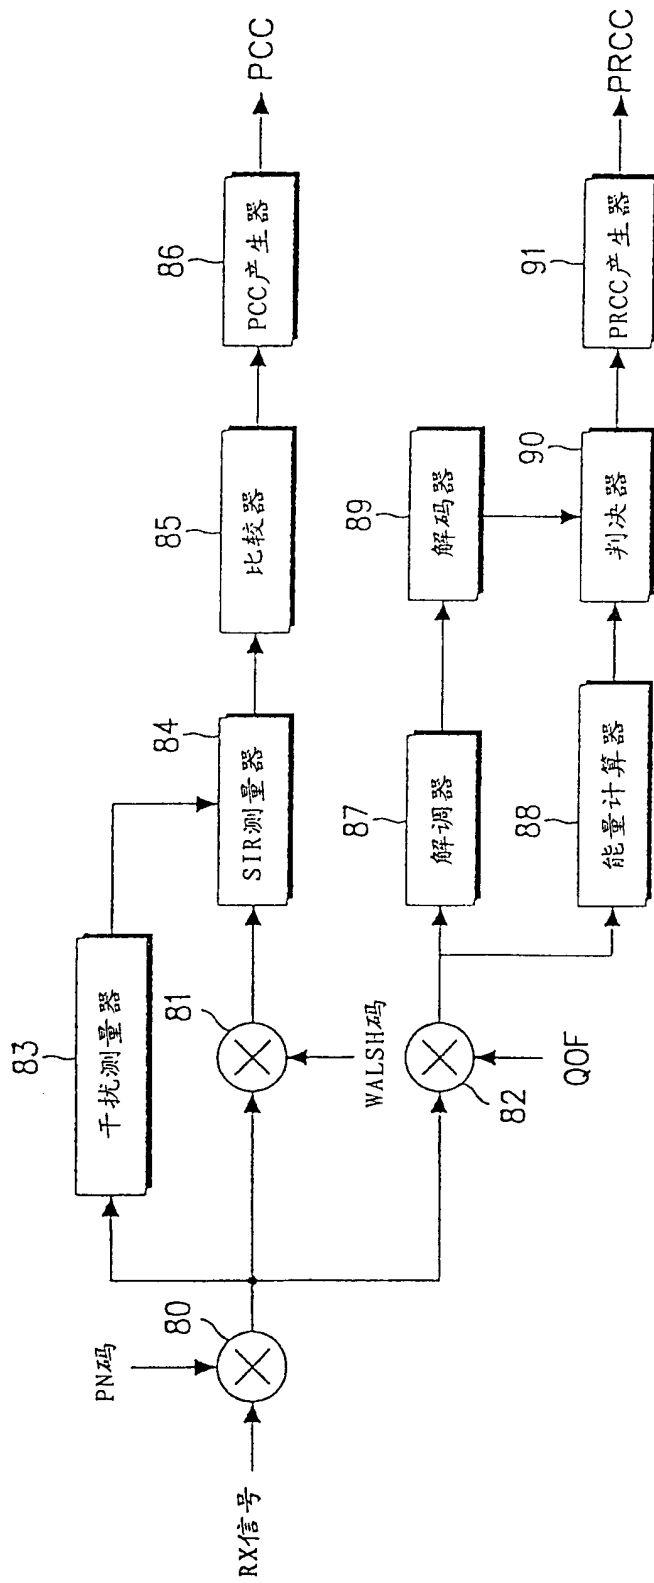 RX信号
PN码
80
83
干扰测量器
81
WALSH码
84
SIR测量器
85
比较器
86
PCC产生器
PCC
82
QOF
87
解调器
89
解码器
88
能量计算器
90
判决器
91
PRCC产生器
PRCC